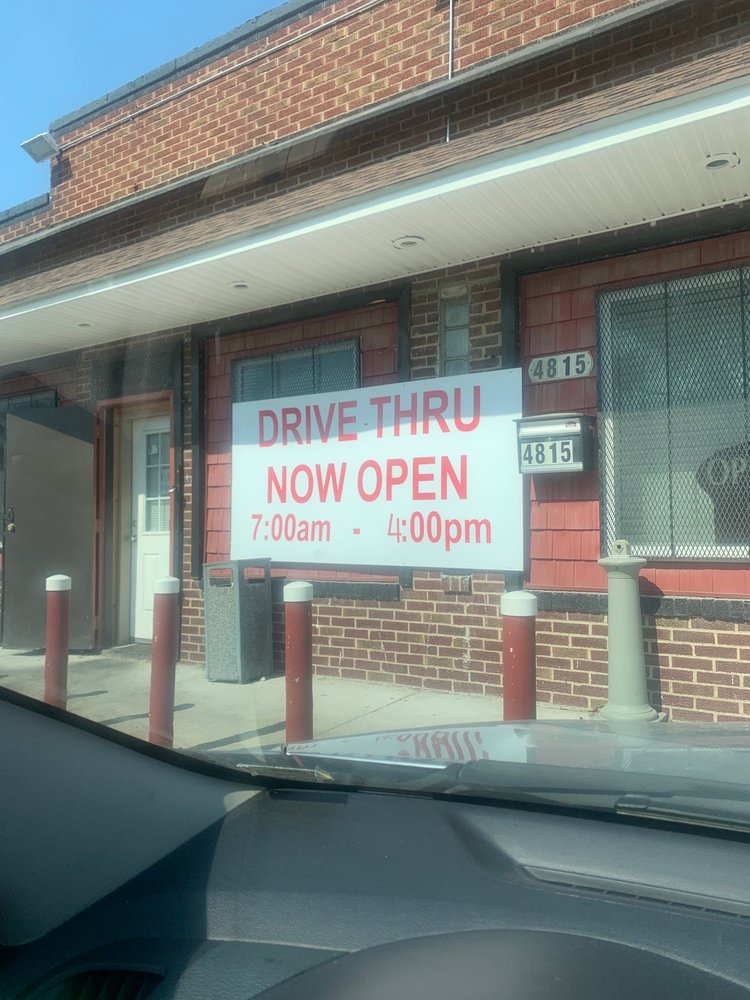 DRIVE THRU
NOW OPEN
7:00am - 4:00pm
4815
4815